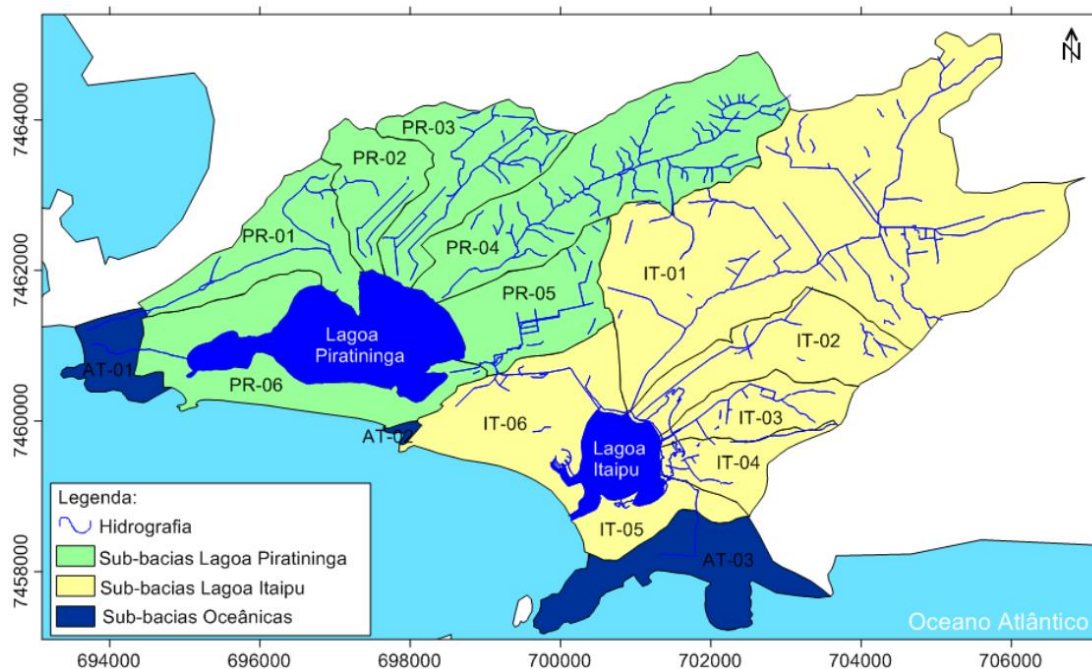 N
7464000
7462000
7460000
7458000
PR-03
PR-02
PR-01
PR-04
IT-01
PR-05
Lagoa
Piratininga
IT-02
AT-01
PR-06
IT-03
IT-06
AT-02
Lagoa
Itaipu
IT-04
IT-05
AT-03
Legenda:
Hidrografia
Sub-bacias Lagoa Piratininga
Sub-bacias Lagoa Itaipu
Sub-bacias Oceânicas
Oceano Atlântico
694000 696000 698000 700000 702000 704000 706000